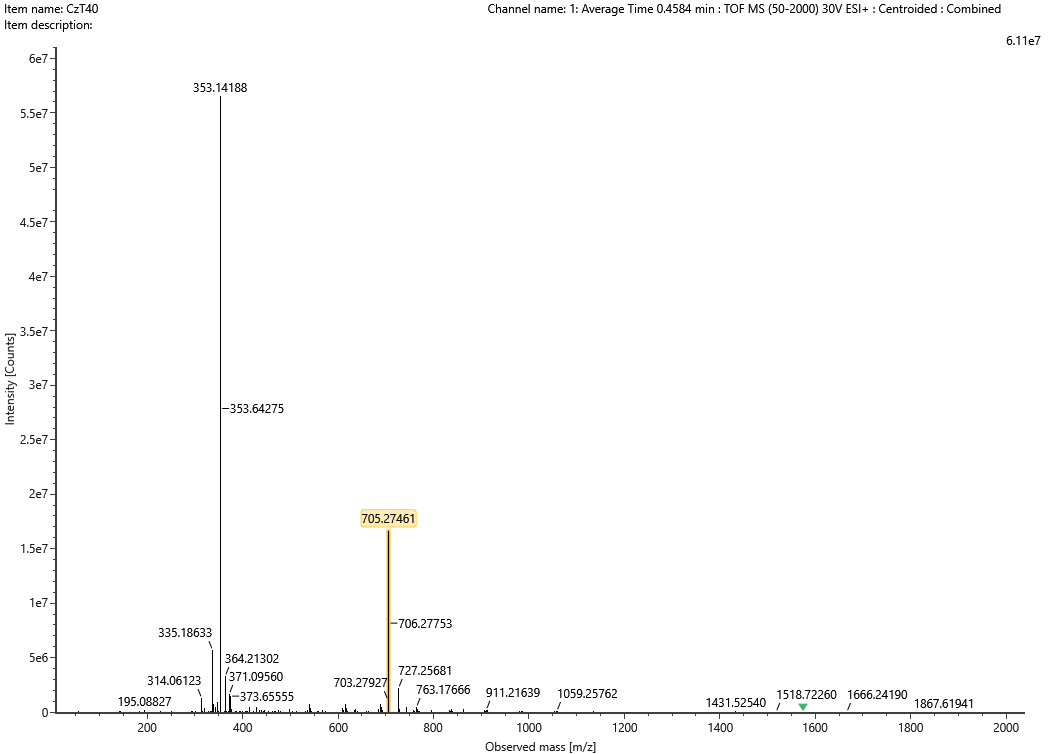 Item name: CzT40
Channel name: 1: Average Time 0.4584 min : TOF MS (50-2000) 30V ESI+ : Centroided : Combined
Item description:
6.11e7
6e7
353.14188
5.5e7
5e7
4.5e7
4e7
3.5e7
Intensity [Counts]
3e7
353.64275
2.5e7
2e7
705.27461
1.5e7
1e7
706.27753
335.18633
5e6
364.21302
371.09560
727.25681
314.06123
703.27927
763.17666
373.65555
911.21639
1059.25762
1518.72260
1666.24190
195.08827
1431.52540
1867.61941
0
200
400
600
800
1000
1200
1400
1600
1800
2000
Observed mass [m/z]